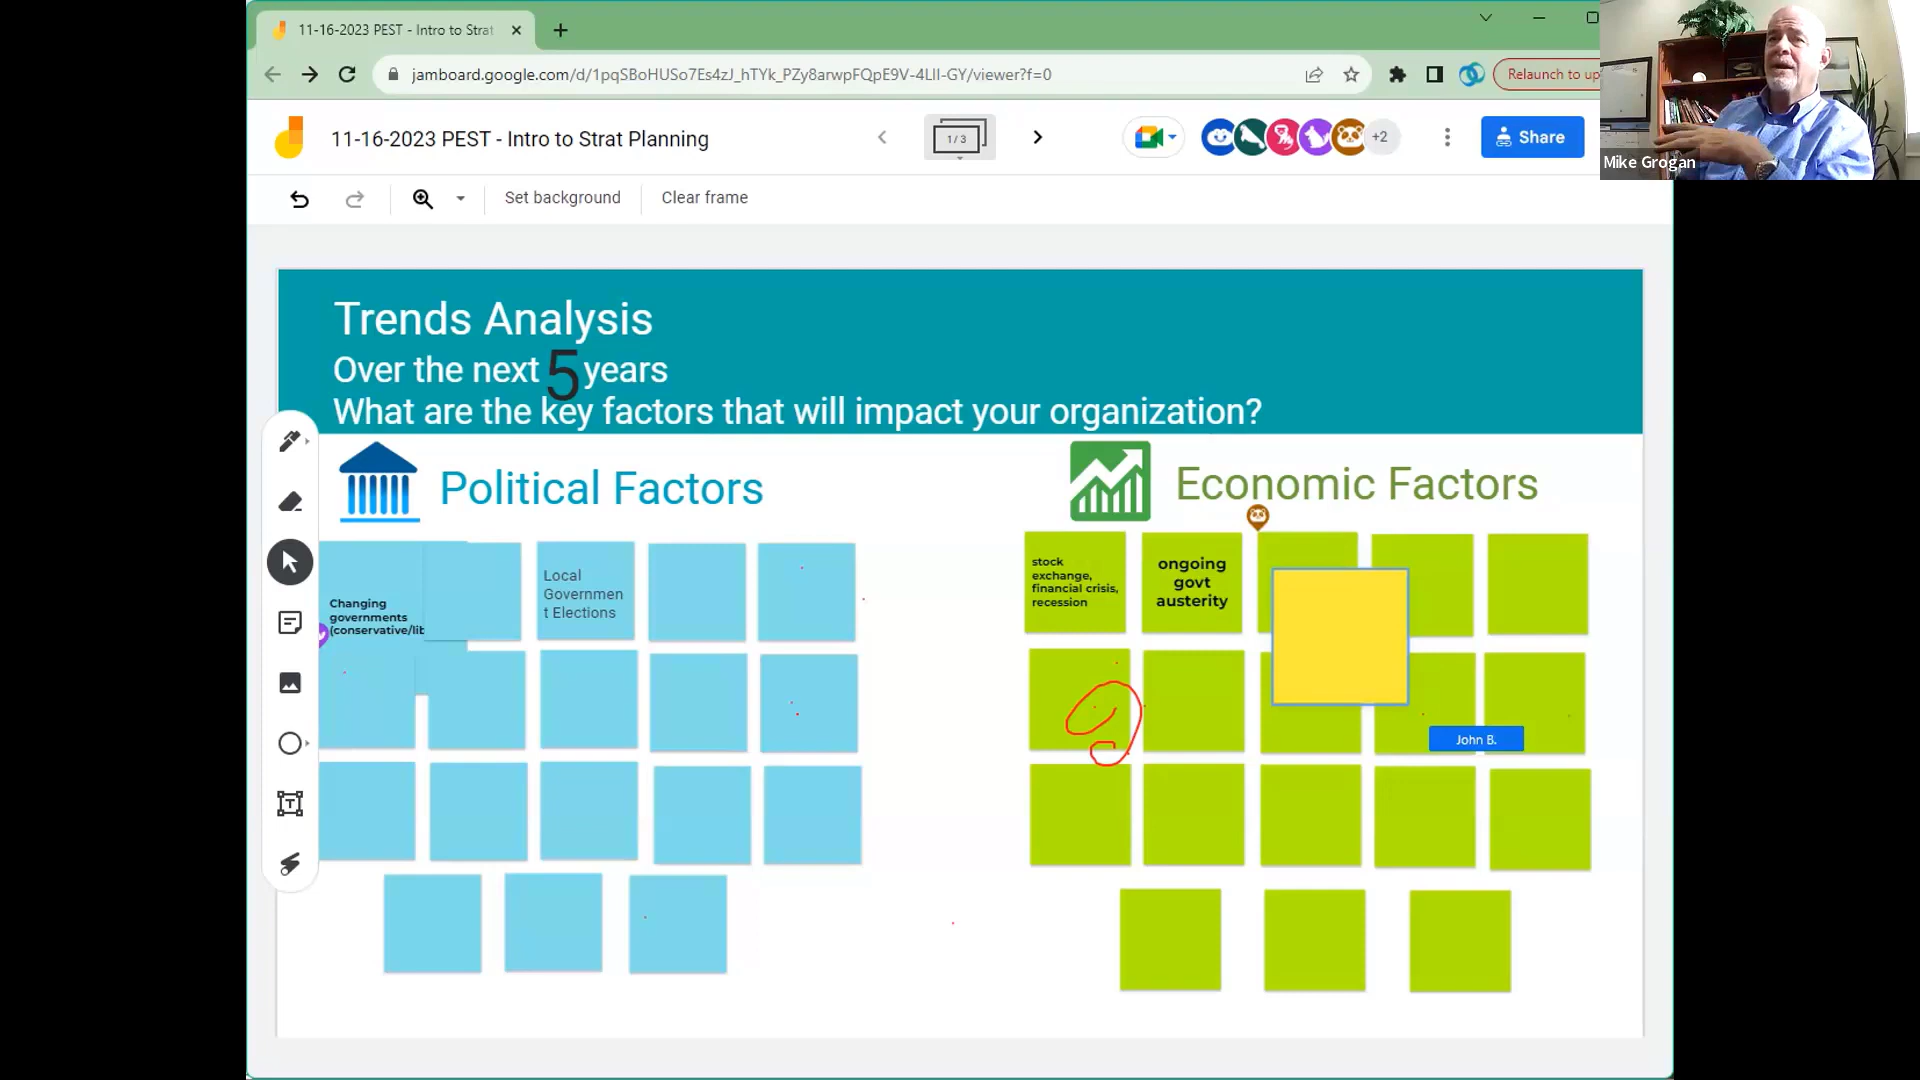 11-16-2023 PEST - Intro to Strat
jamboard.google.com/d/1pqSBoHUSo7Es4zJ_hTYk_PZy8arwpFQpE9V-4LII-GY/viewer?f=0
Relaunch to up
11-16-2023 PEST - Intro to Strat Planning
1 / 3
+2
Share
Mike Grogan
Set background
Clear frame
Trends Analysis
Over the next 5 years
What are the key factors that will impact your organization?
Political Factors
Economic Factors
Changing
governments
(conservative/lib
Local
Governmen
t Elections
stock
exchange,
financial crisis,
recession
ongoing
govt
austerity
John B.